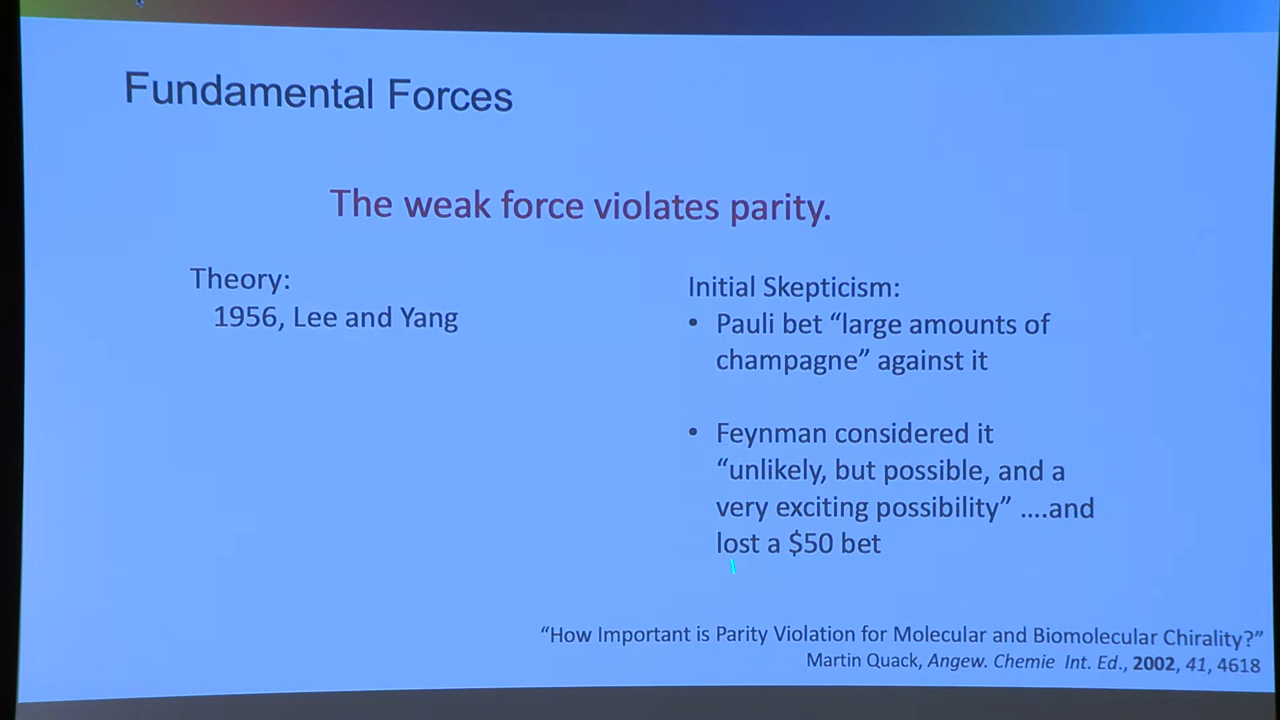 Fundamental Forces
The weak force violates parity.
Theory:
1956, Lee and Yang
Initial Skepticism:
• Pauli bet “large amounts of
champagne” against it
• Feynman considered it
“unlikely, but possible, and a
very exciting possibility” ….and
lost a $50 bet
“How Important is Parity Violation for Molecular and Biomolecular Chirality?”
Martin Quack, Angew. Chemie Int. Ed., 2002, 41, 4618